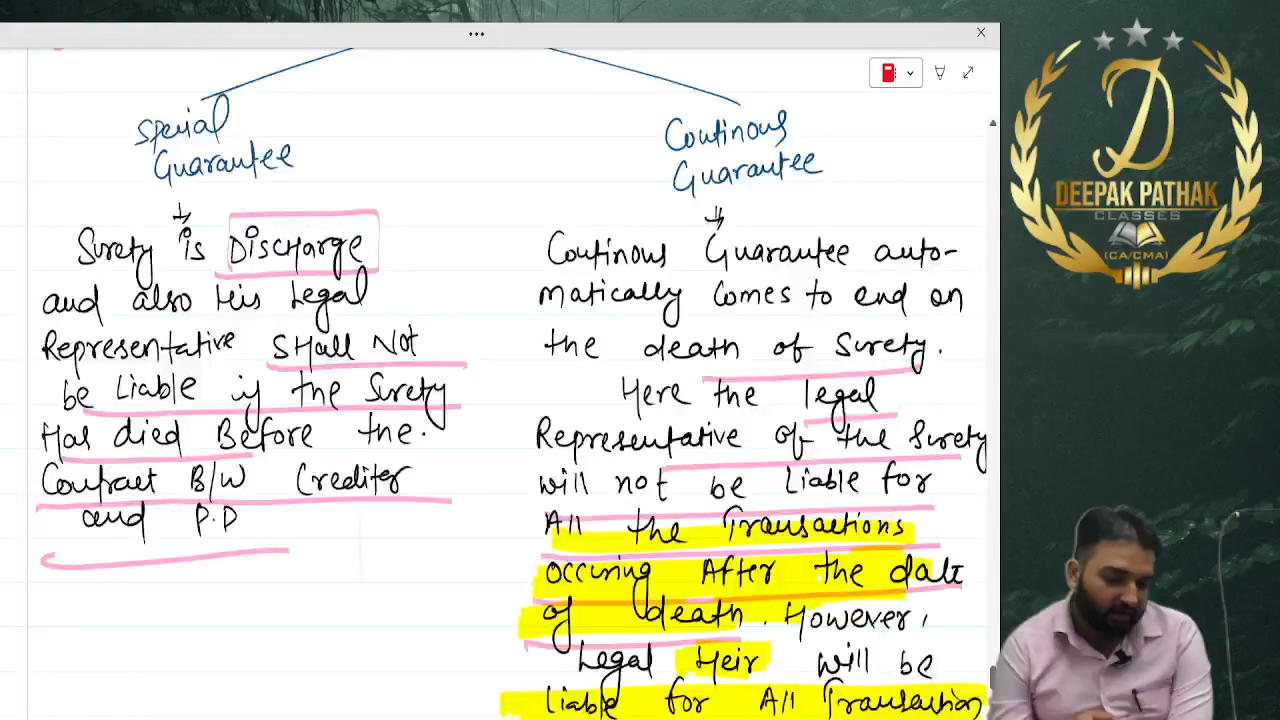 Special
Guarantee
Surety is Discharge
and also His Legal
Representative SHall Not
be Liable if the Surety
Has died Before the.
Contract B/W Crediter
and P.D
Continous
Guarantee
Continous Guarantee auto-
matically comes to end on
the death of Surety.
Here the legal
Representative of the Surety
will not be Liable for
All the Transactions
occuring After the date
of death. However,
Legal Heir will be
liable for All Transaction
D
DEEPAK PATHAK
CLASSES
(CA/CMA)